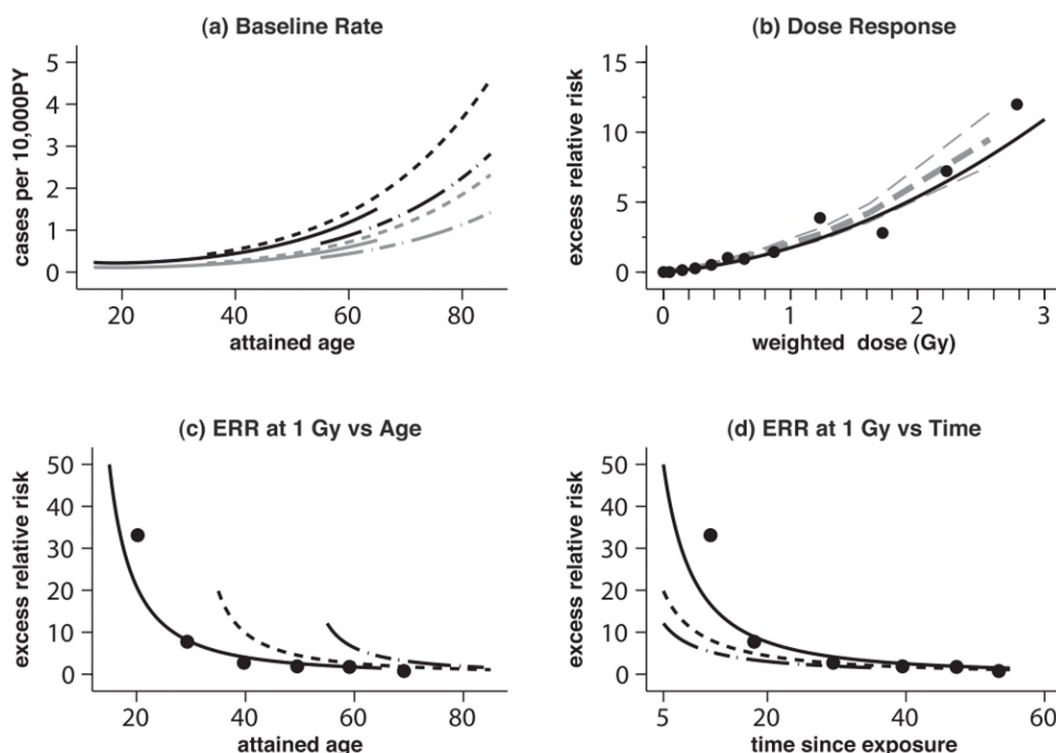 (a) Baseline Rate
cases per 10,000PY
5
4
3
2
1
0
20 40 60 80
attained age
(b) Dose Response
excess relative risk
15
10
5
0
0 1 2 3
weighted dose (Gy)
(c) ERR at 1 Gy vs Age
excess relative risk
50
40
30
20
10
0
20 40 60 80
attained age
(d) ERR at 1 Gy vs Time
excess relative risk
50
40
30
20
10
0
5 20 40 60
time since exposure